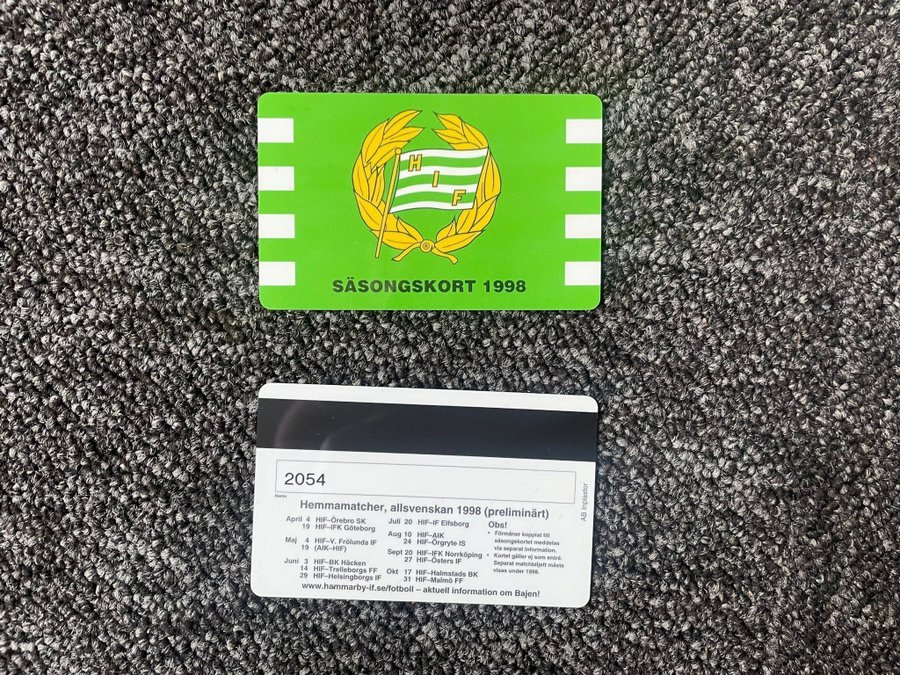 H
I
F
SÄSONGSKORT 1998
2054
Namn
Hemmamatcher, allsvenskan 1998 (preliminärt)
April 4 HIF–Örebro SK
19 HIF–IFK Göteborg
Maj 4 HIF–V. Frölunda IF
19 (AIK–HIF)
Juni 3 HIF–BK Häcken
14 HIF–Trelleborgs FF
29 HIF–Helsingborgs IF
Juli 20 HIF–IF Elfsborg
Aug 10 HIF–AIK
24 HIF–Örgryte IS
Sept 20 HIF–IFK Norrköping
27 HIF–Östers IF
Okt 17 HIF–Halmstads BK
31 HIF–Malmö FF
Obs!
• Förmåner kopplat till
säsongskortet meddelas
via separat information.
• Kortet gäller ej som entré.
Separat matchbiljett måste
visas under 1998.
www.hammarby-if.se/fotboll – aktuell information om Bajen!
AB Inplastor